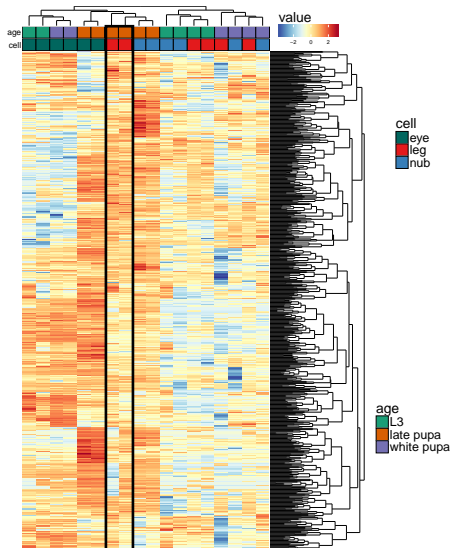 value
-2 0 2
age
cell
cell
eye
leg
nub
age
L3
late pupa
white pupa